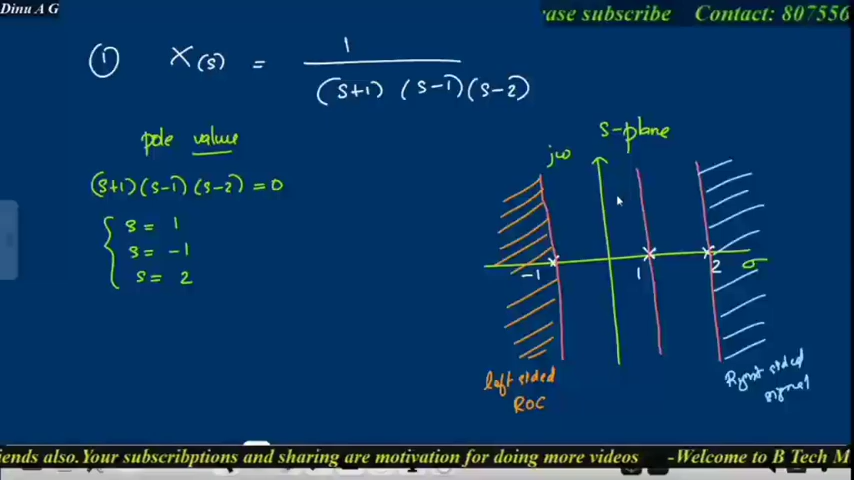 Dinu A G
ease subscribe Contact: 807556
① X(s) = 1 / (s+1) (s-1)(s-2)
pole value
(s+1)(s-1)(s-2) = 0
s = 1
s = -1
s = 2
s-plane
jω
-1 1 2 σ
left sided
ROC
Right sided
signal
iends also.Your subscribptions and sharing are motivation for doing more videos -Welcome to B Tech M